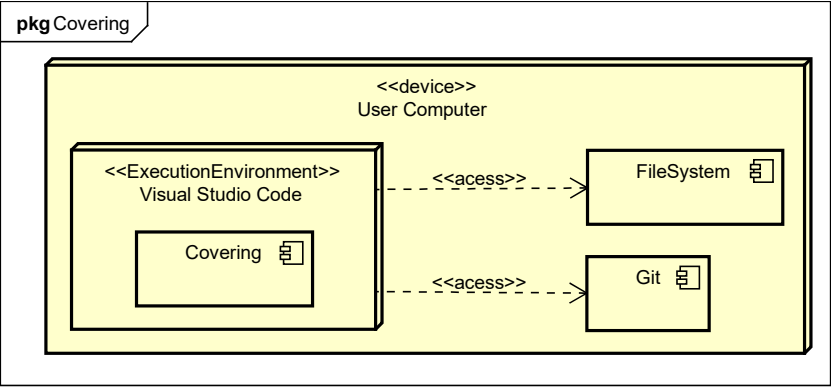 pkg Covering
<<device>>
User Computer
<<ExecutionEnvironment>>
Visual Studio Code
Covering
<<acess>>
FileSystem
<<acess>>
Git